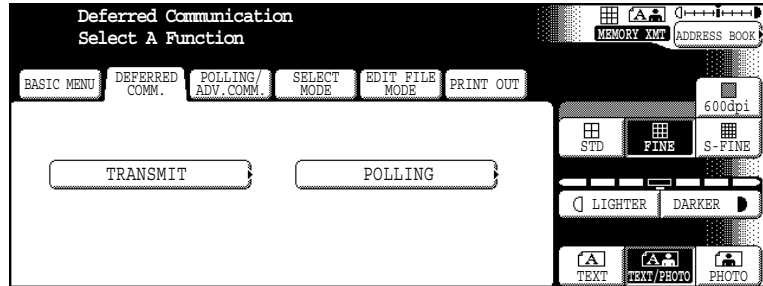 Deferred Communication
Select A Function
MEMORY XMT
ADDRESS BOOK
BASIC MENU
DEFERRED
COMM.
POLLING/
ADV.COMM.
SELECT
MODE
EDIT FILE
MODE
PRINT OUT
600dpi
STD
FINE
S-FINE
TRANSMIT
POLLING
LIGHTER
DARKER
A
TEXT
A
TEXT/PHOTO
PHOTO